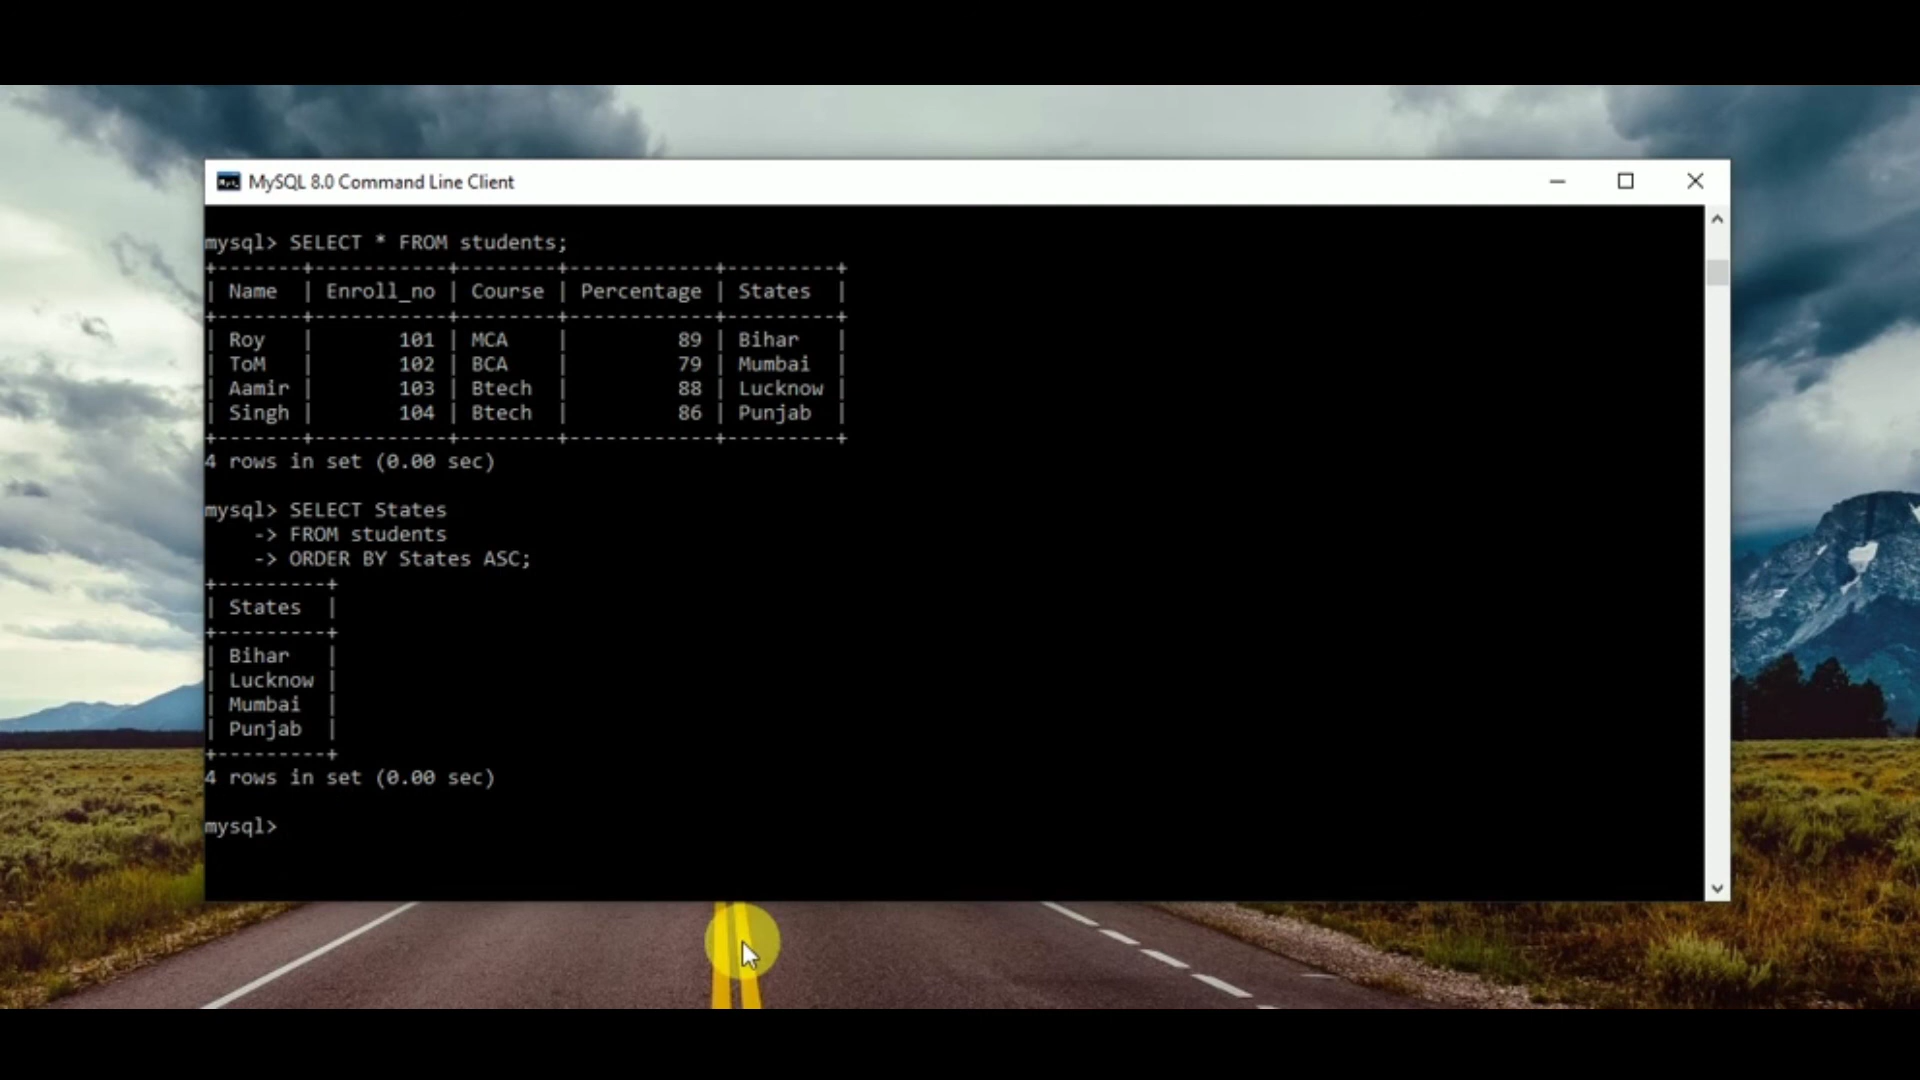 MySQL 8.0 Command Line Client
mysql> SELECT * FROM students;
+-------+-----------+--------+------------+---------+
| Name  | Enroll_no | Course | Percentage | States  |
+-------+-----------+--------+------------+---------+
| Roy   |       101 | MCA    |         89 | Bihar   |
| ToM   |       102 | BCA    |         79 | Mumbai  |
| Aamir |       103 | Btech  |         88 | Lucknow |
| Singh |       104 | Btech  |         86 | Punjab  |
+-------+-----------+--------+------------+---------+
4 rows in set (0.00 sec)
mysql> SELECT States
    -> FROM students
    -> ORDER BY States ASC;
+---------+
| States  |
+---------+
| Bihar   |
| Lucknow |
| Mumbai  |
| Punjab  |
+---------+
4 rows in set (0.00 sec)
mysql>